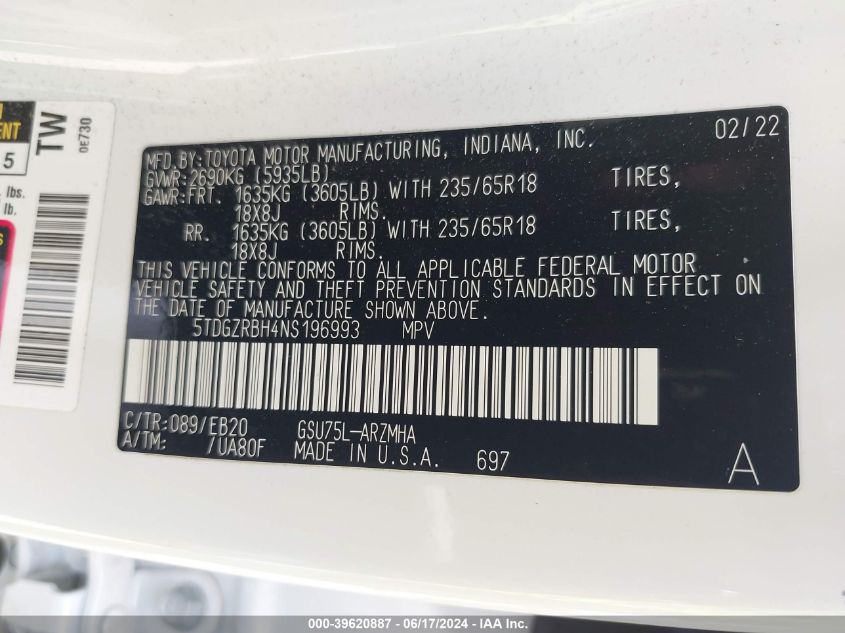 ENT
5
lbs.
lb.
TW
0E730
MFD.BY:TOYOTA MOTOR MANUFACTURING, INDIANA, INC. 02/22
GVWR:2690KG (5935LB)
GAWR:FRT. 1635KG (3605LB) WITH 235/65R18 TIRES,
18X8J RIMS.
RR. 1635KG (3605LB) WITH 235/65R18 TIRES,
18X8J RIMS.
THIS VEHICLE CONFORMS TO ALL APPLICABLE FEDERAL MOTOR
VEHICLE SAFETY AND THEFT PREVENTION STANDARDS IN EFFECT ON
THE DATE OF MANUFACTURE SHOWN ABOVE.
5TDGZRBH4NS196993 MPV
C/TR:089/EB20 GSU75L-ARZMHA
A/TM: /UA80F MADE IN U.S.A. 697
A
000-39620887 - 06/17/2024 - IAA Inc.